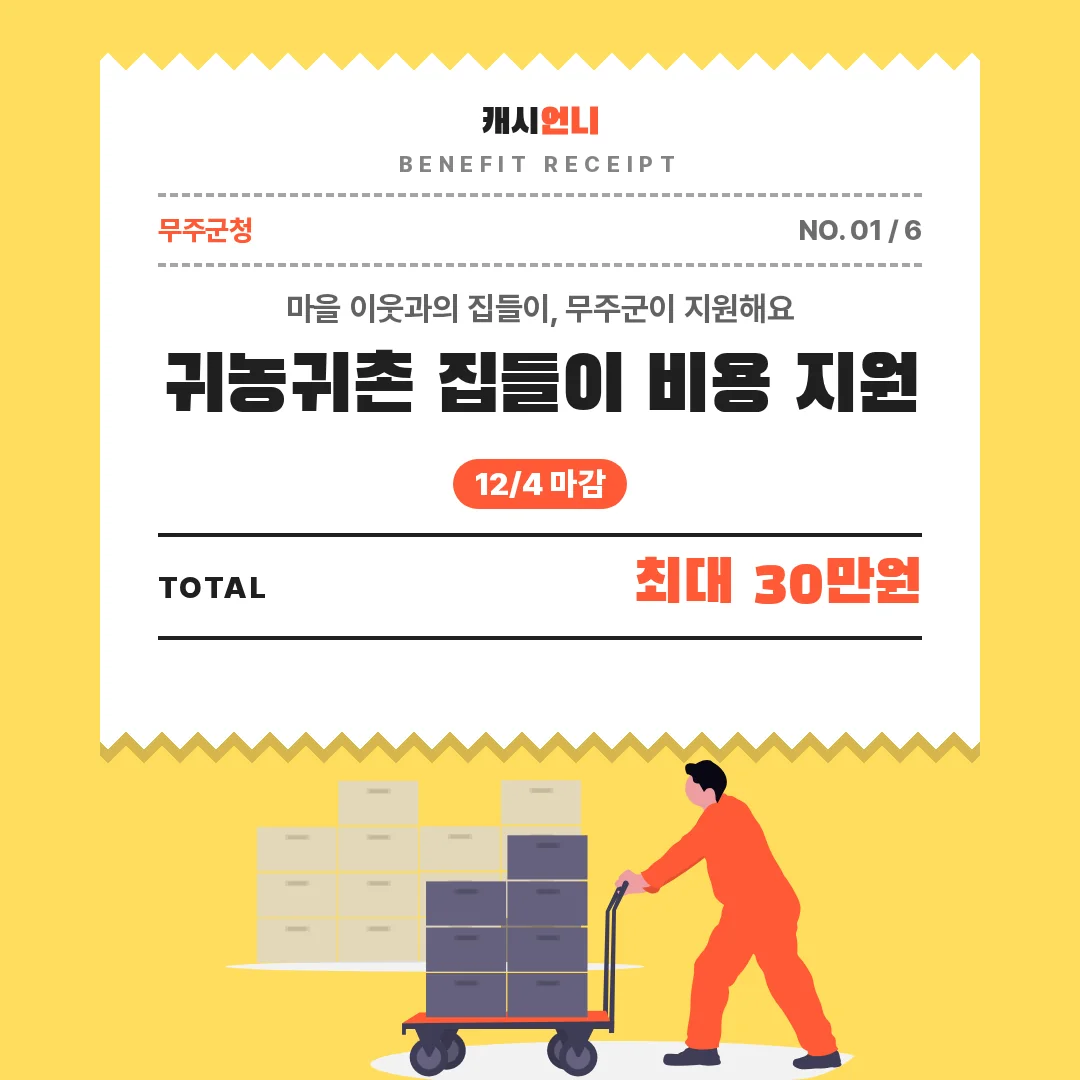 캐시언니
BENEFIT RECEIPT
무주군청
NO. 01 / 6
마을 이웃과의 집들이, 무주군이 지원해요
귀농귀촌 집들이 비용 지원
12/4 마감
TOTAL
최대 30만원